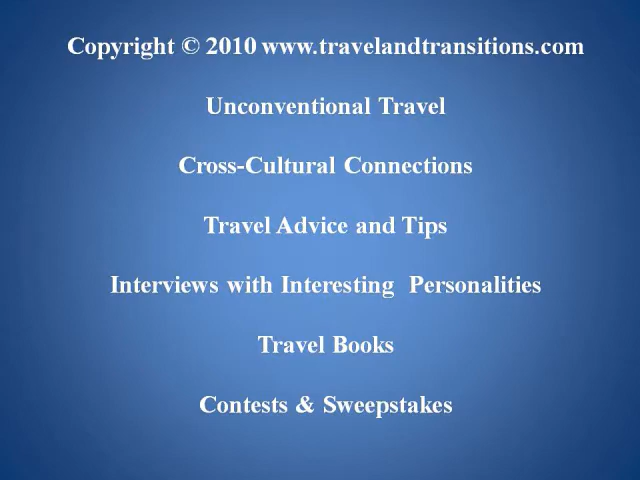 Copyright © 2010 www.travelandtransitions.com
Unconventional Travel
Cross-Cultural Connections
Travel Advice and Tips
Interviews with Interesting  Personalities
Travel Books
Contests & Sweepstakes